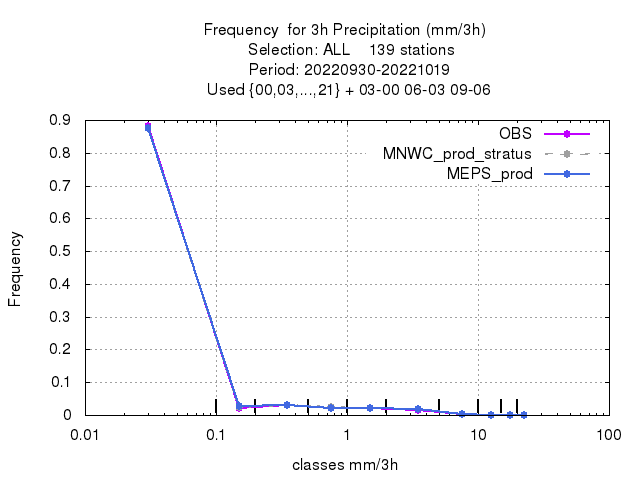 Frequency  for 3h Precipitation (mm/3h)
Selection: ALL    139 stations
Period: 20220930-20221019
Used {00,03,...,21} + 03-00 06-03 09-06
OBS
MNWC_prod_stratus
MEPS_prod
Frequency
0.9
0.8
0.7
0.6
0.5
0.4
0.3
0.2
0.1
0
0.01
0.1
1
10
100
classes mm/3h